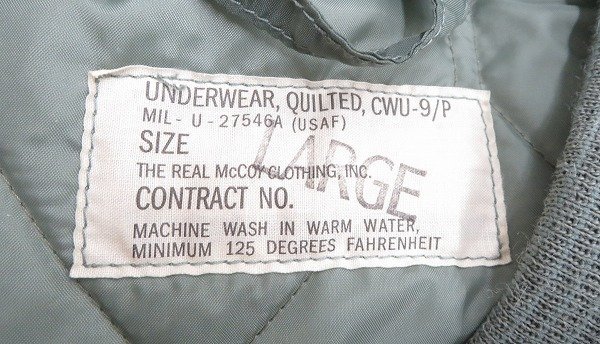 UNDERWEAR, QUILTED, CWU-9/P
MIL - U - 27546A (USAF)
SIZE
LARGE
THE REAL McCOY CLOTHING, INC.
CONTRACT NO.
MACHINE WASH IN WARM WATER,
MINIMUM 125 DEGREES FAHRENHEIT